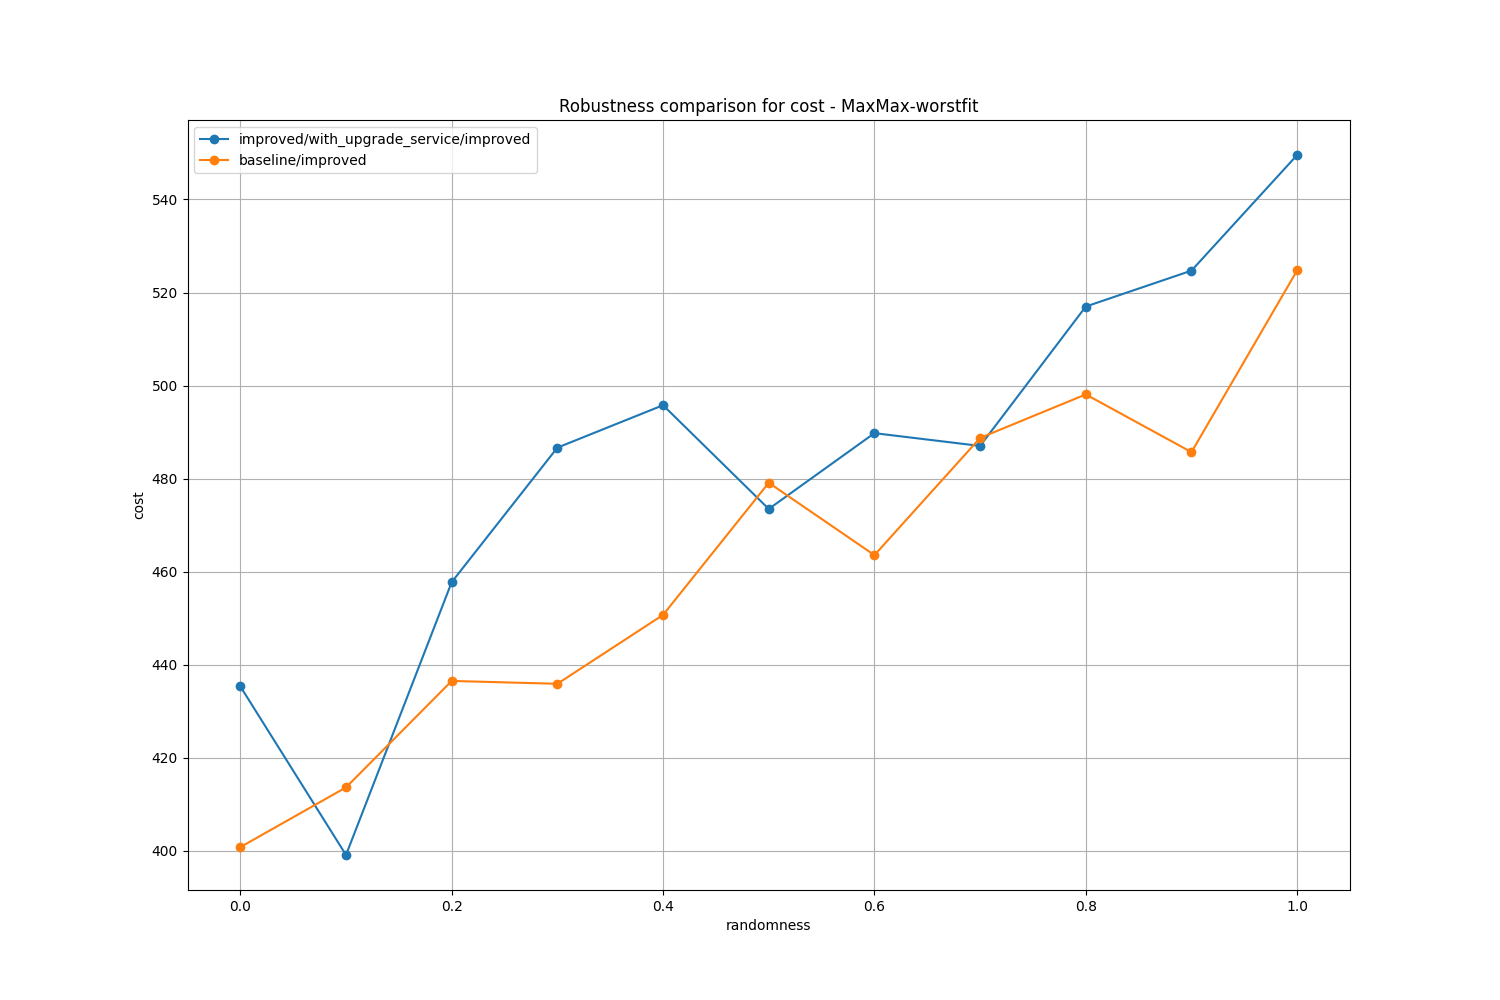 Robustness comparison for cost - MaxMax-worstfit
improved/with_upgrade_service/improved
baseline/improved
540
520
500
480
460
440
420
400
cost
0.0 0.2 0.4 0.6 0.8 1.0
randomness